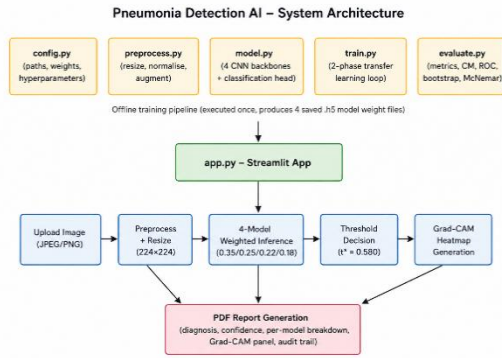 Pneumonia Detection AI – System Architecture
config.py
(paths, weights,
hyperparameters)
preprocess.py
(resize, normalise,
augment)
model.py
(4 CNN backbones
+ classification head)
train.py
(2-phase transfer
learning loop)
evaluate.py
(metrics, CM, ROC,
bootstrap, McNemar)
Offline training pipeline (executed once, produces 4 saved .h5 model weight files)
app.py – Streamlit App
Upload Image
(JPEG/PNG)
Preprocess
+ Resize
(224×224)
4-Model
Weighted Inference
(0.35/0.25/0.22/0.18)
Threshold
Decision
(t* = 0.580)
Grad-CAM
Heatmap
Generation
PDF Report Generation
(diagnosis, confidence, per-model breakdown,
Grad-CAM panel, audit trail)